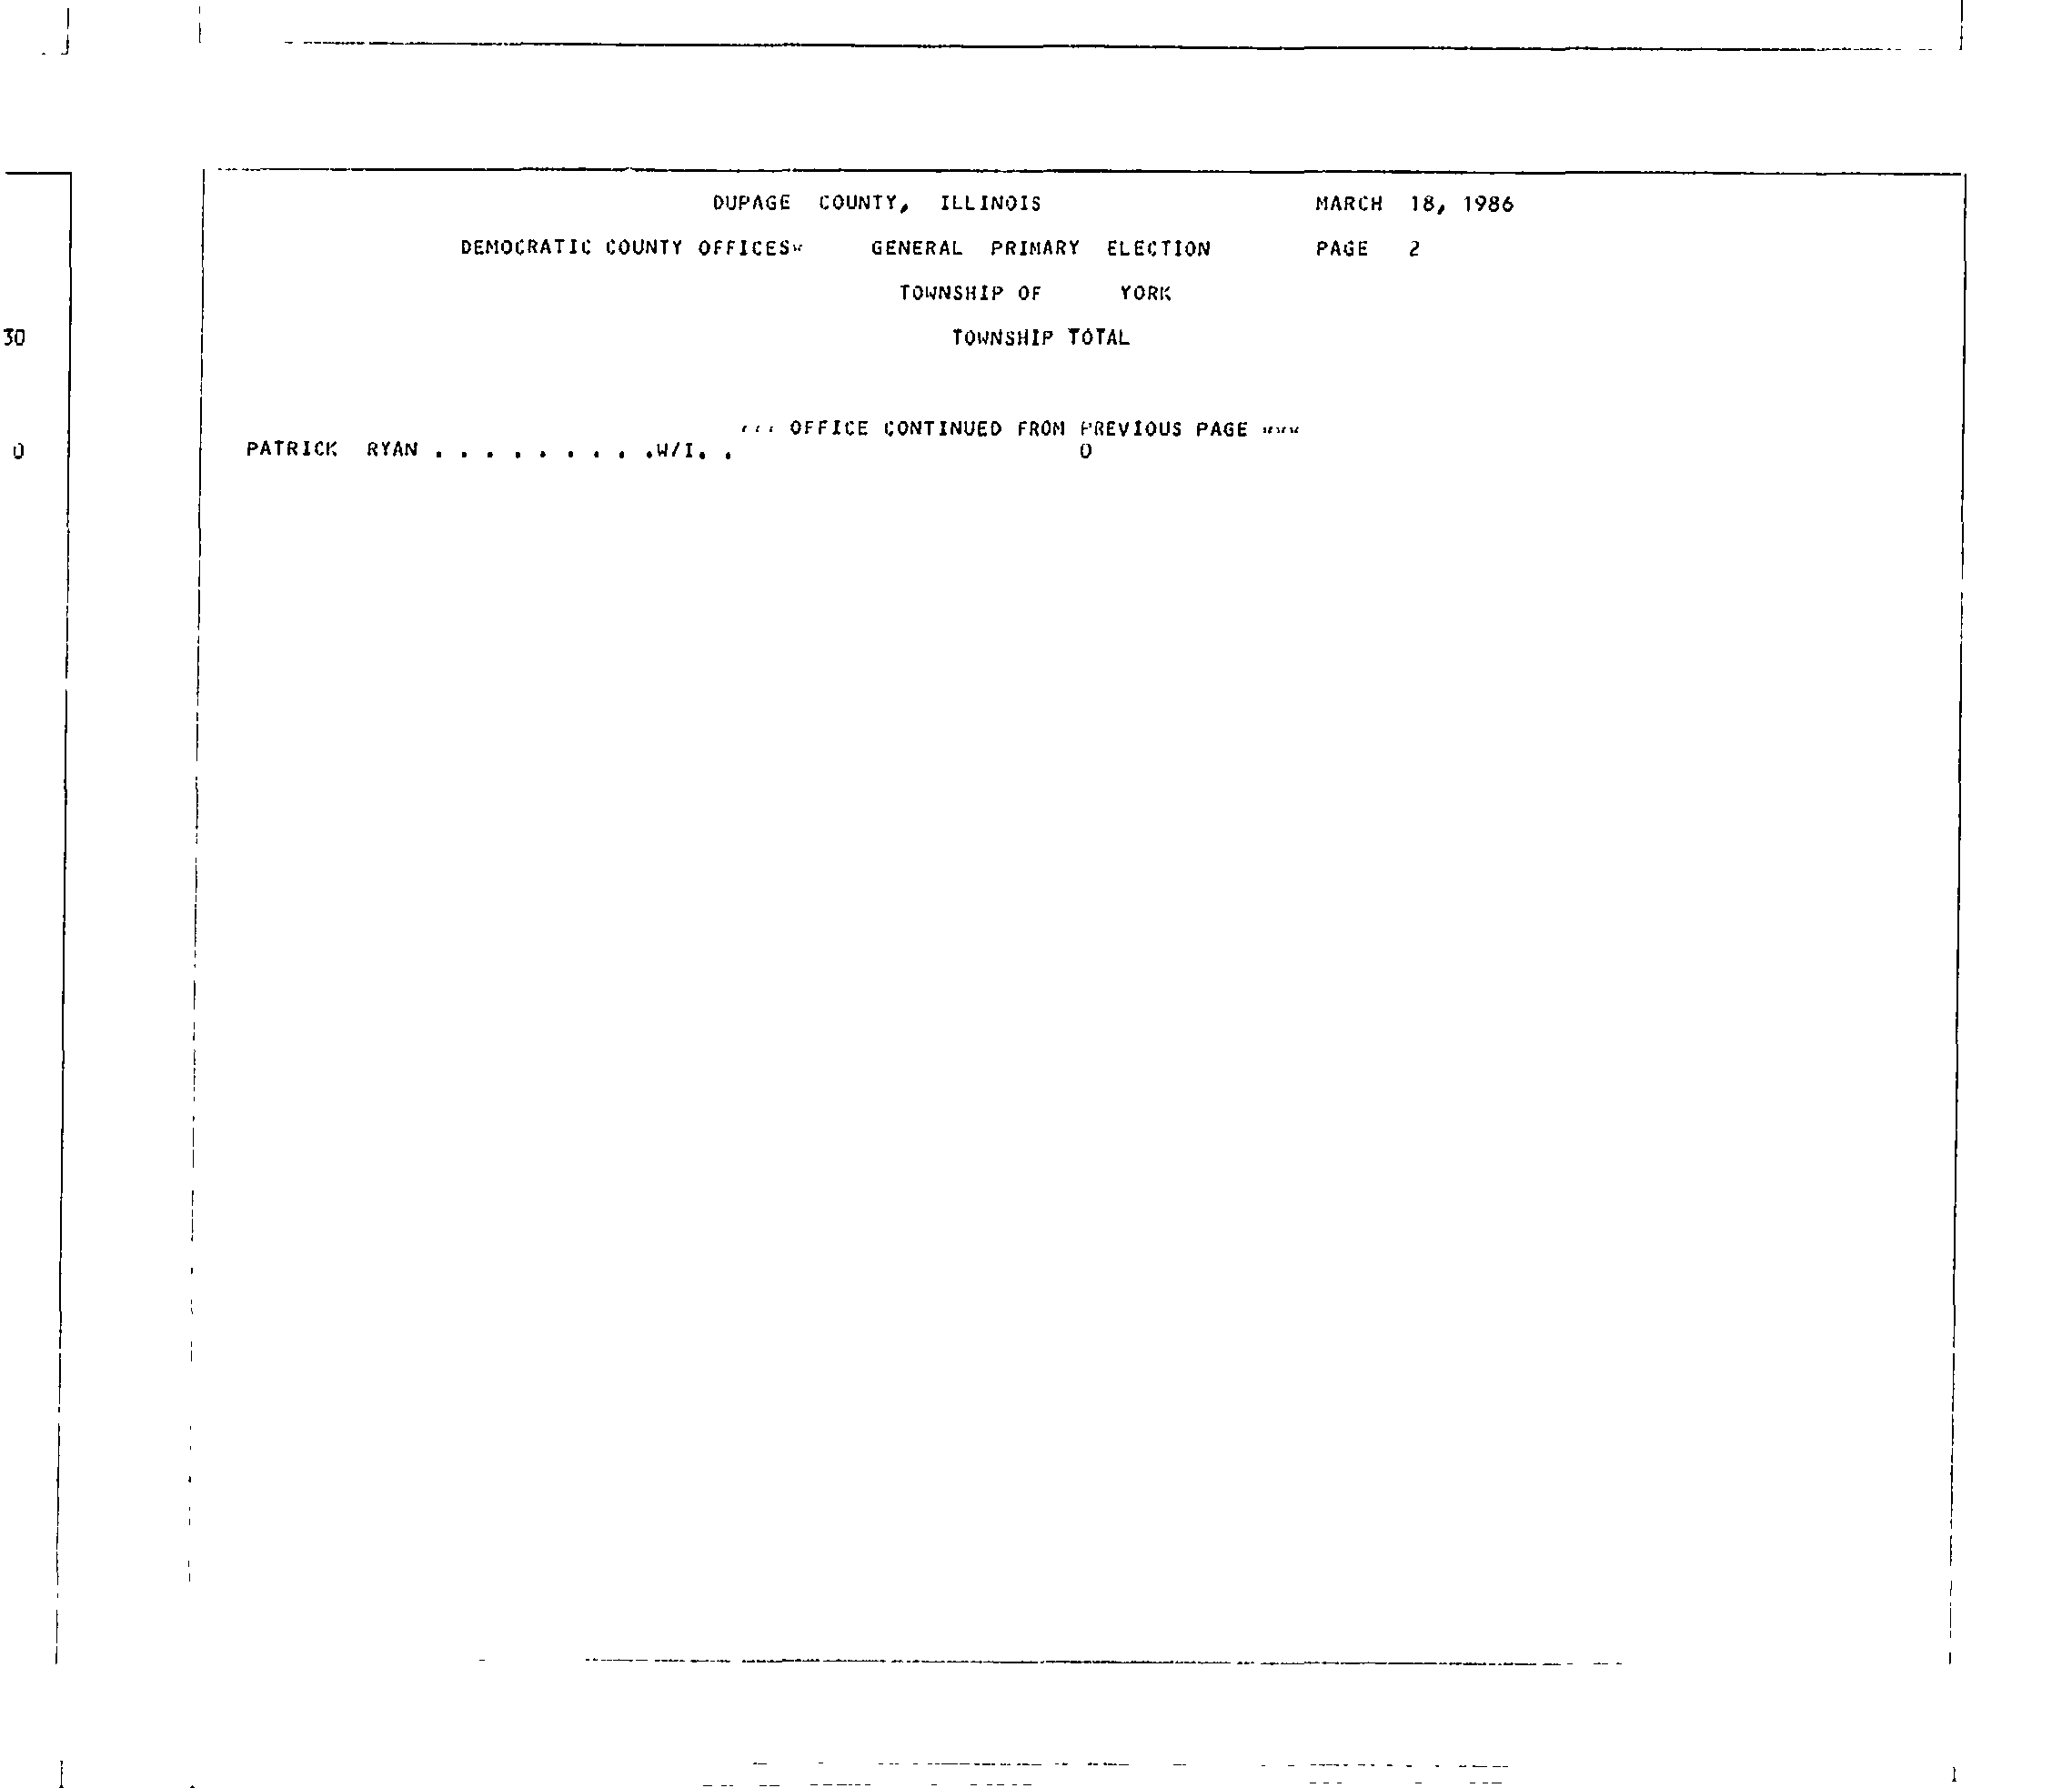 DUPAGE COUNTY, ILLINOIS MARCH 18, 1986
DEMOCRATIC COUNTY OFFICES* GENERAL PRIMARY ELECTION PAGE 2
TOWNSHIP OF YORK
30
TOWNSHIP TOTAL
*** OFFICE CONTINUED FROM PREVIOUS PAGE ***
0
PATRICK RYAN . . . . . . . . .W/I. . 0